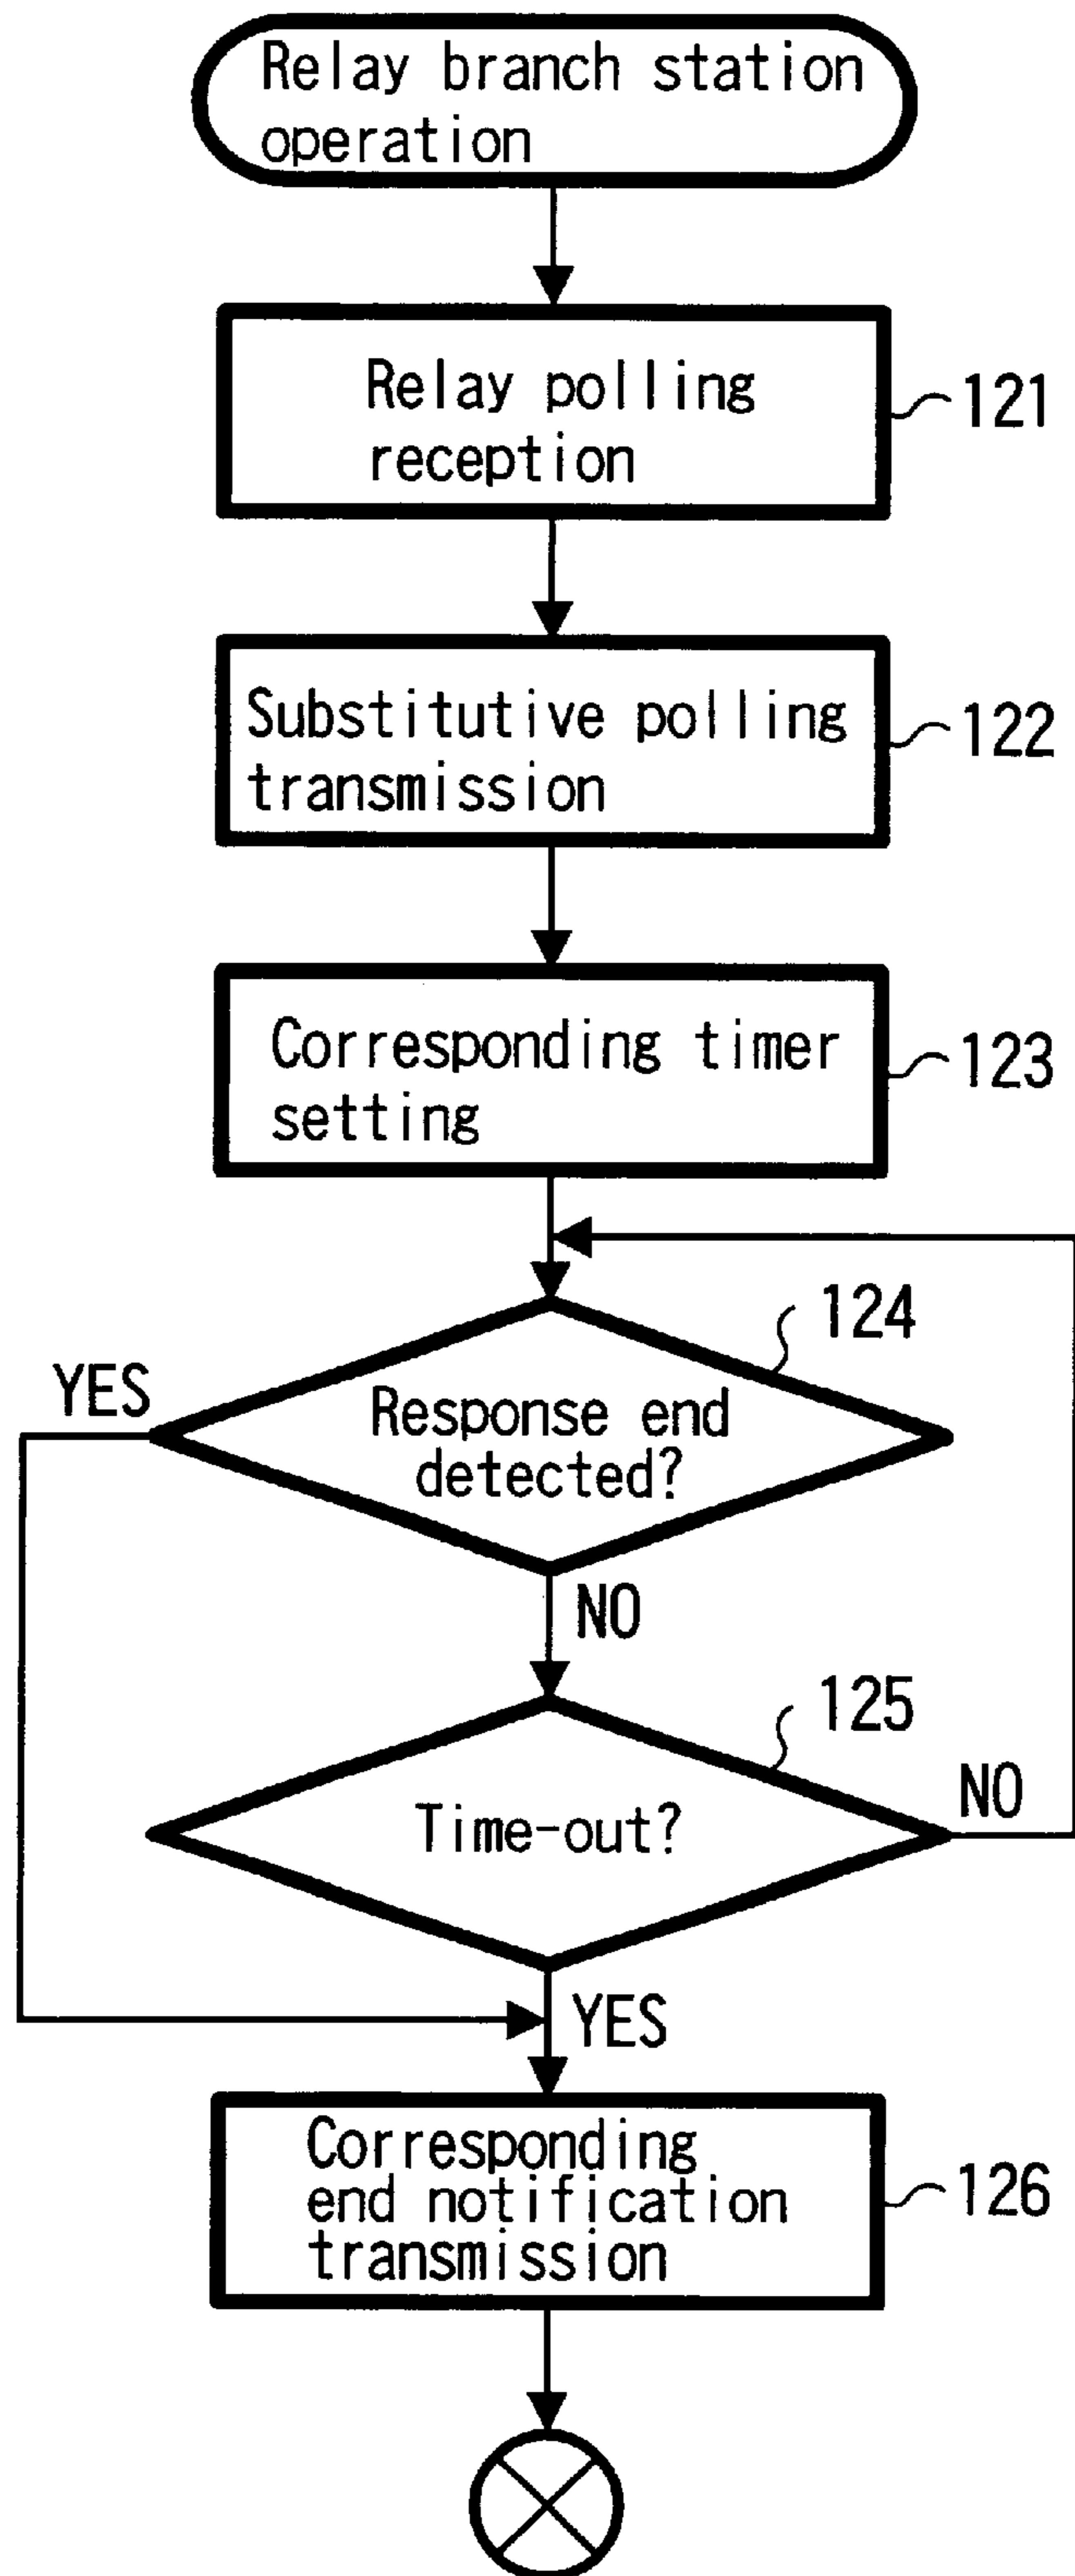 Relay branch station
operation
Relay polling
reception
121
Substitutive polling
transmission
122
Corresponding timer
setting
123
124
YES
Response end
detected?
NO
125
Time-out?
NO
YES
Corresponding
end notification
transmission
126